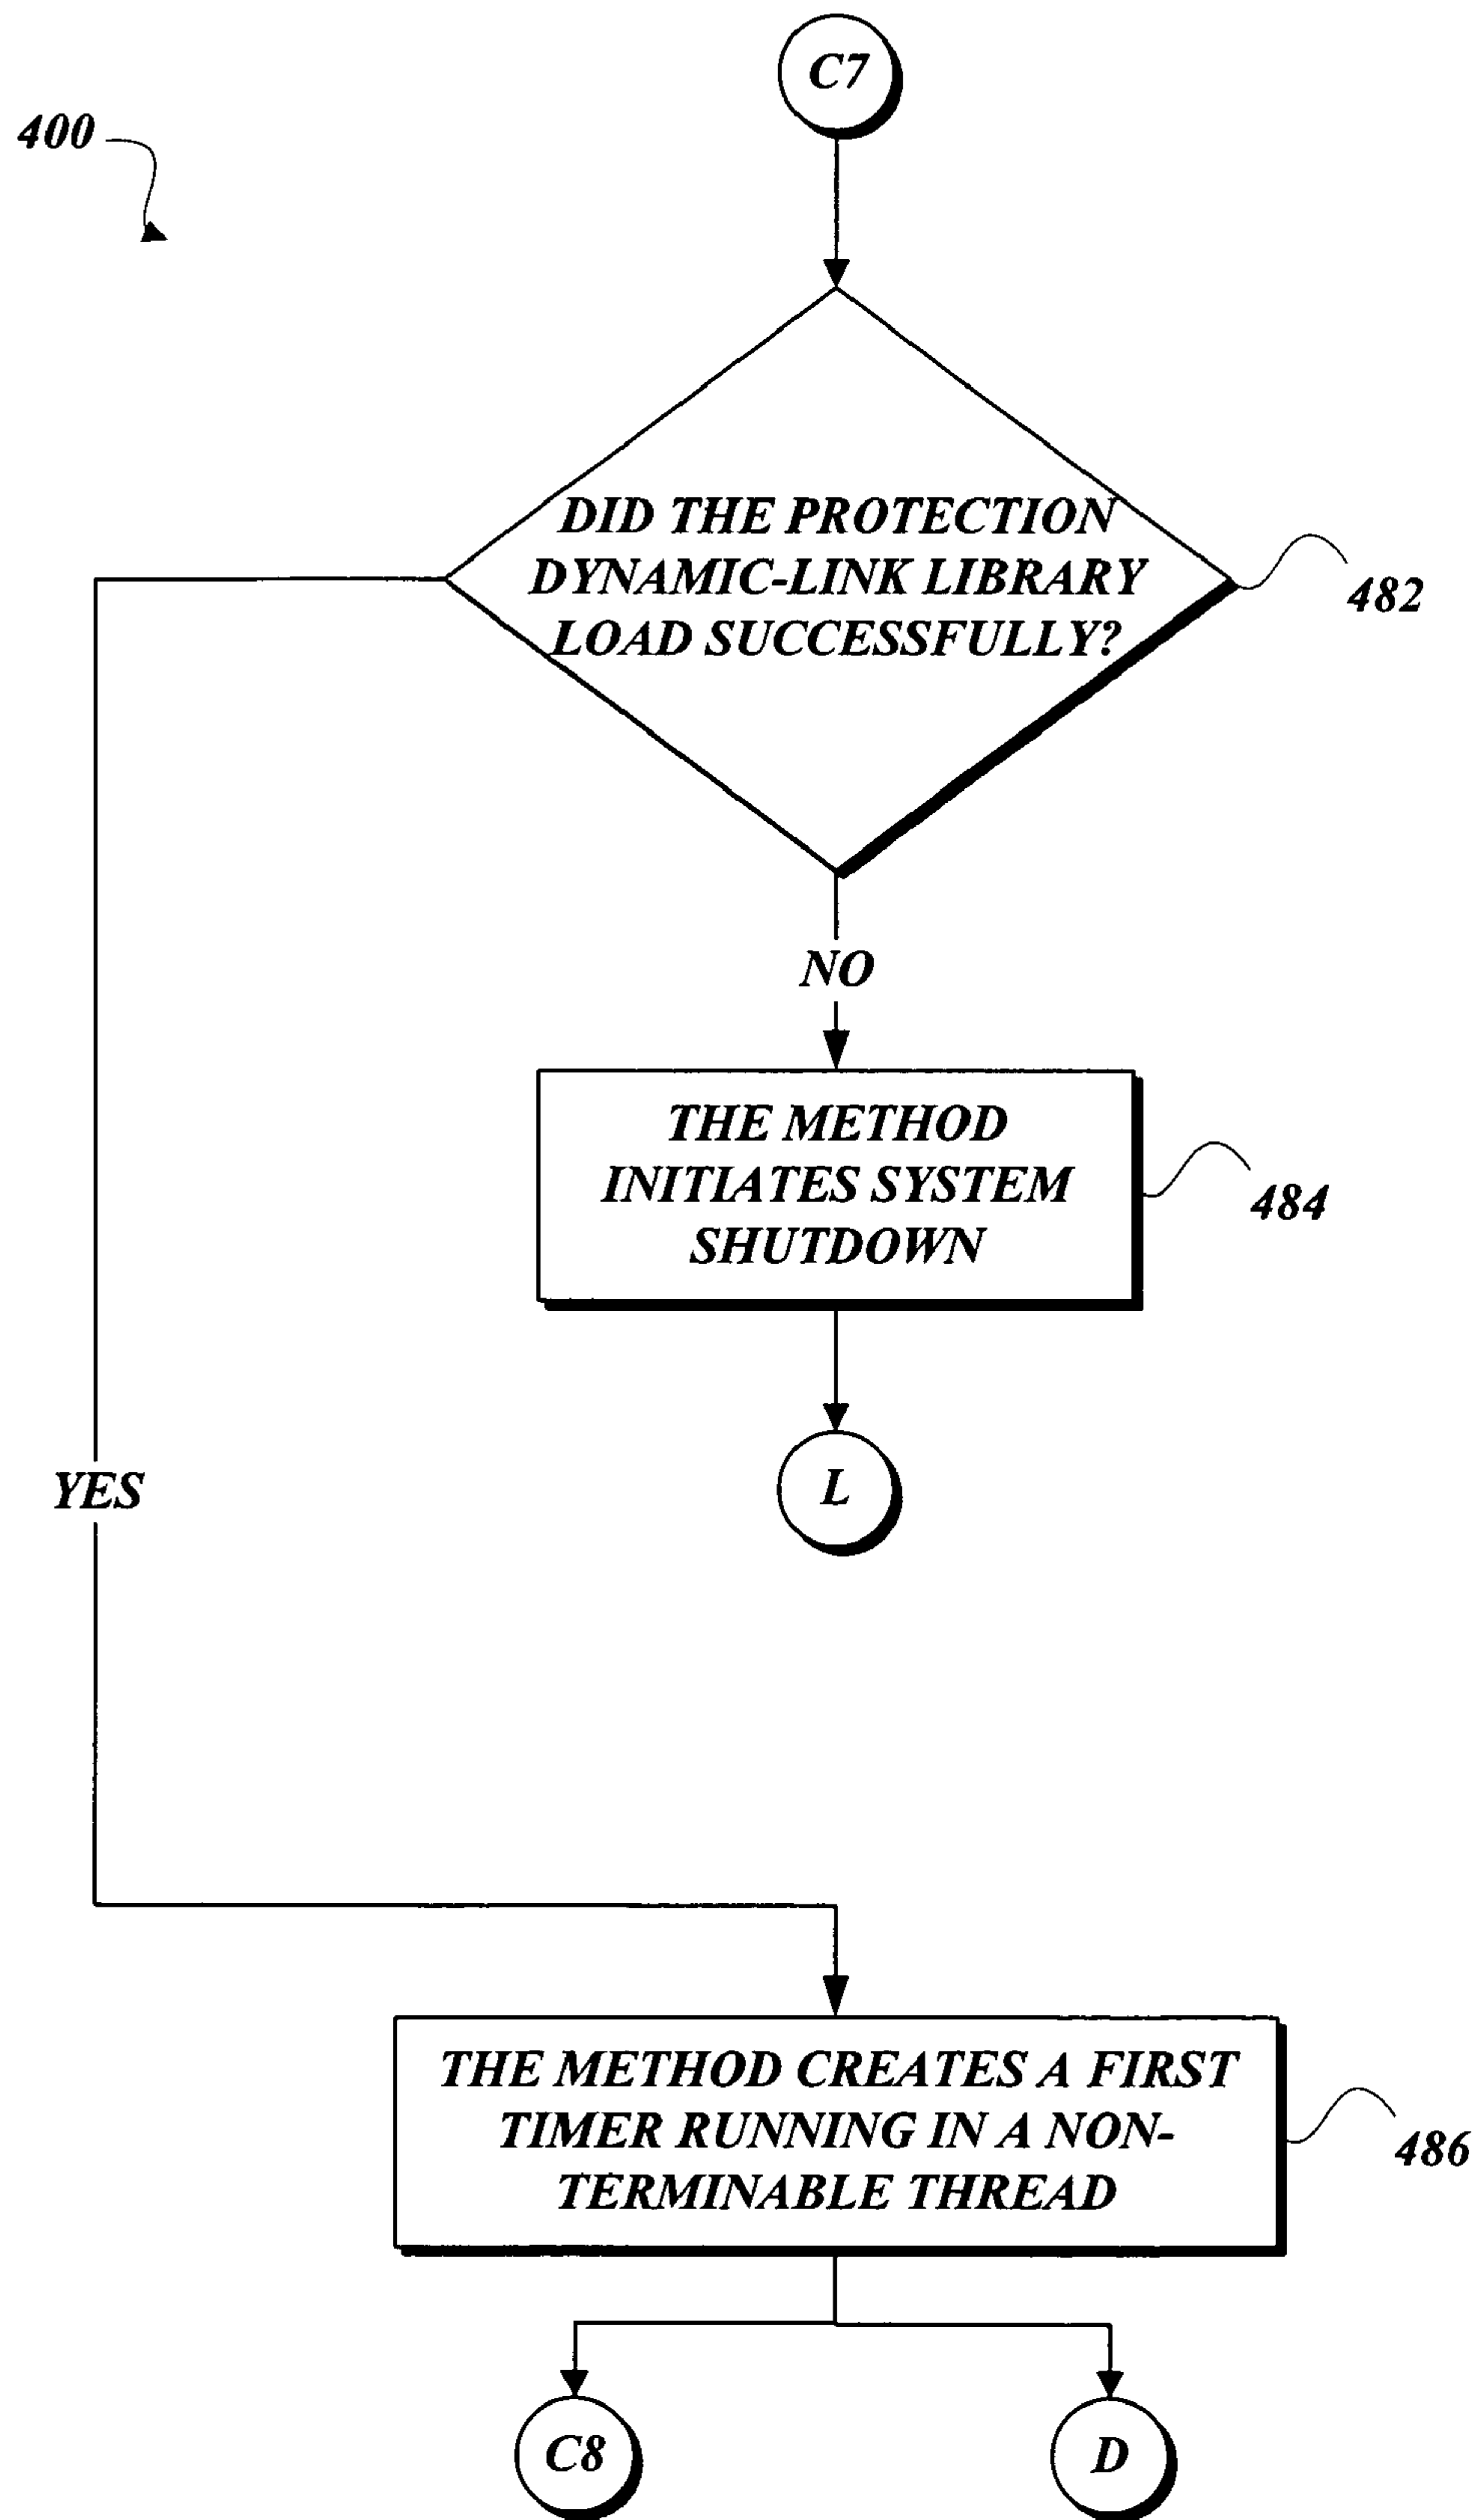 C7
400
DID THE PROTECTION
DYNAMIC-LINK LIBRARY
LOAD SUCCESSFULLY?
482
NO
THE METHOD
INITIATES SYSTEM
SHUTDOWN
484
L
YES
THE METHOD CREATES A FIRST
TIMER RUNNING IN A NON-
TERMINABLE THREAD
486
C8
D